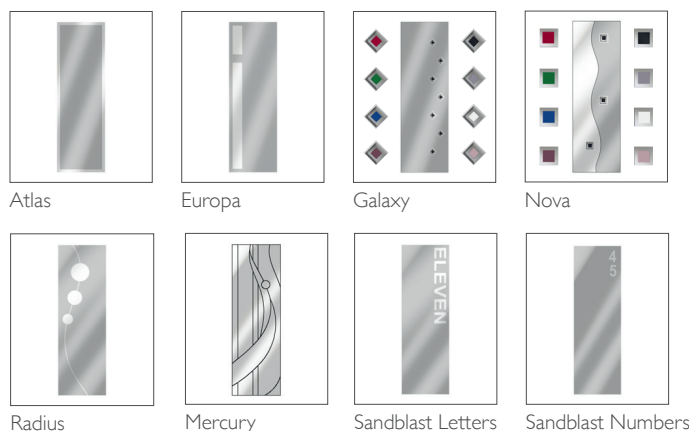 Atlas
Europa
Galaxy
Nova
ELEVEN
4
5
Radius
Mercury
Sandblast Letters
Sandblast Numbers